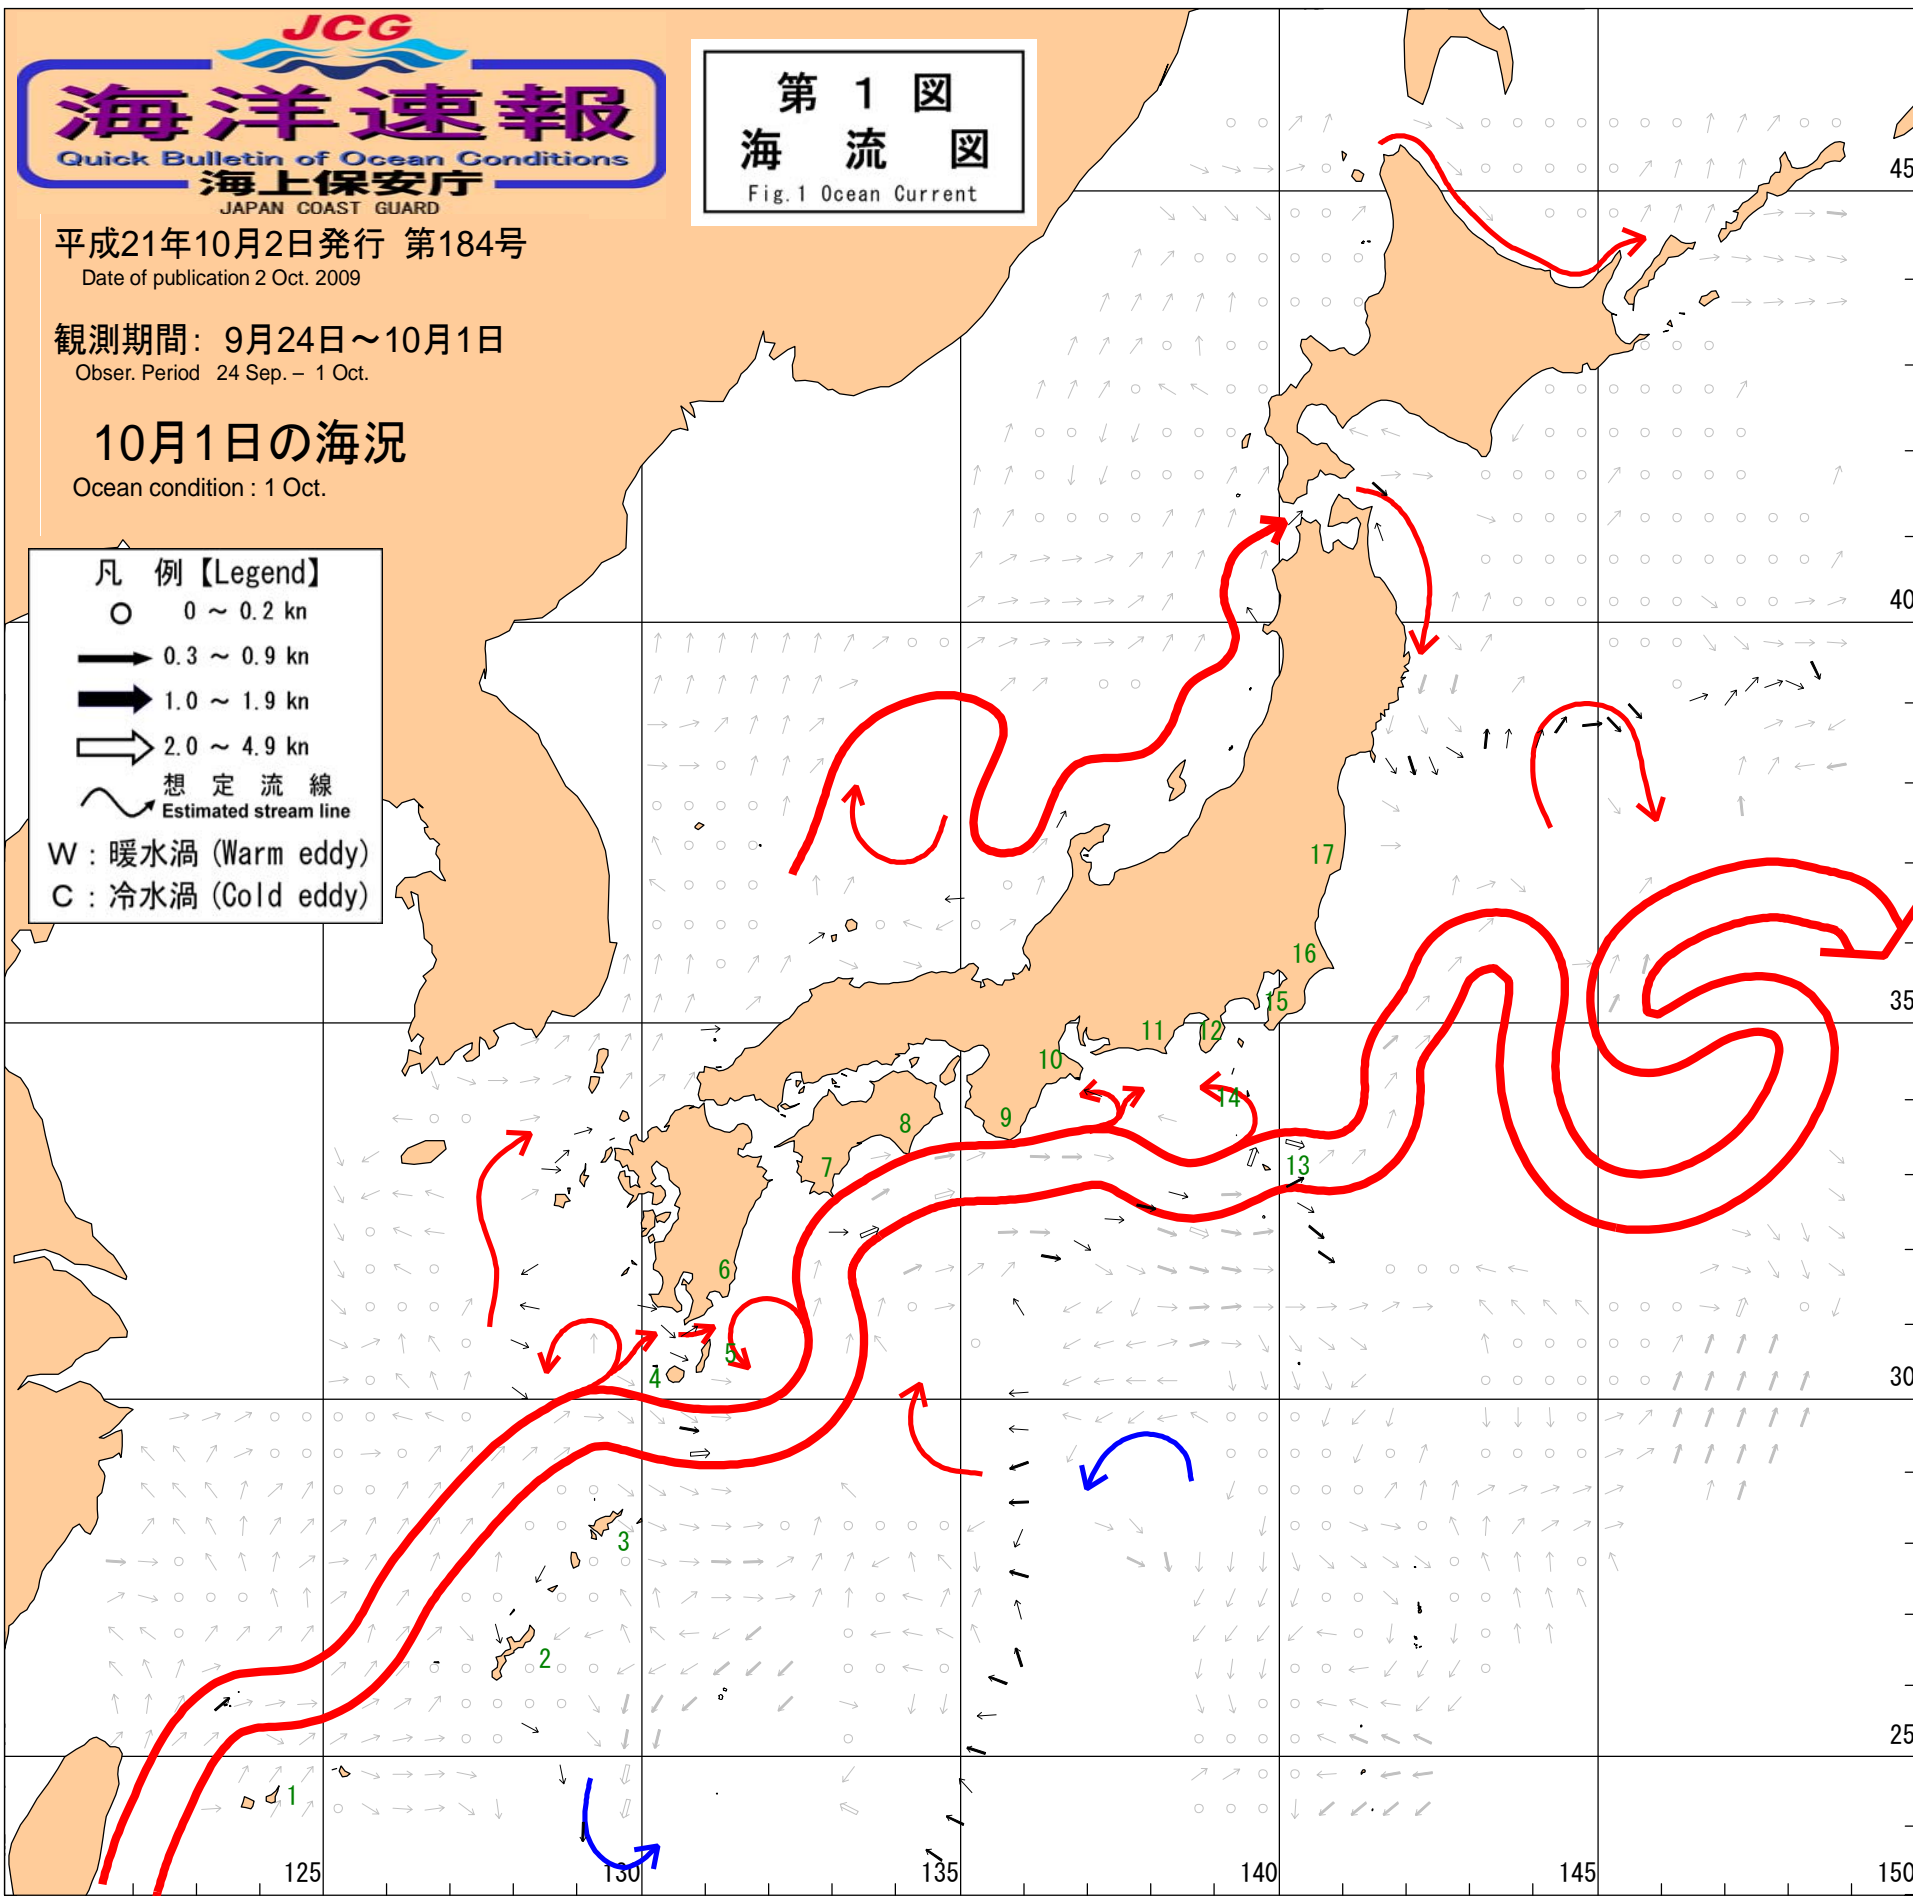 JCG
海洋速報
Quick Bulletin of Ocean Conditions
海上保安庁
JAPAN COAST GUARD
第 1 図
海 流 図
Fig.1 Ocean Current
平成21年10月2日発行 第184号
Date of publication 2 Oct. 2009
観測期間： 9月24日～10月1日
Obser. Period 24 Sep. – 1 Oct.
10月1日の海況
Ocean condition : 1 Oct.
凡 例【Legend】
0 ～ 0.2 kn
0.3 ～ 0.9 kn
1.0 ～ 1.9 kn
2.0 ～ 4.9 kn
想 定 流 線
Estimated stream line
W : 暖水渦 (Warm eddy)
C : 冷水渦 (Cold eddy)
45
40
17
16
35
15
12
11
10
14
9
8
7
13
6
5
4
30
3
2
25
1
125
130
135
140
145
150